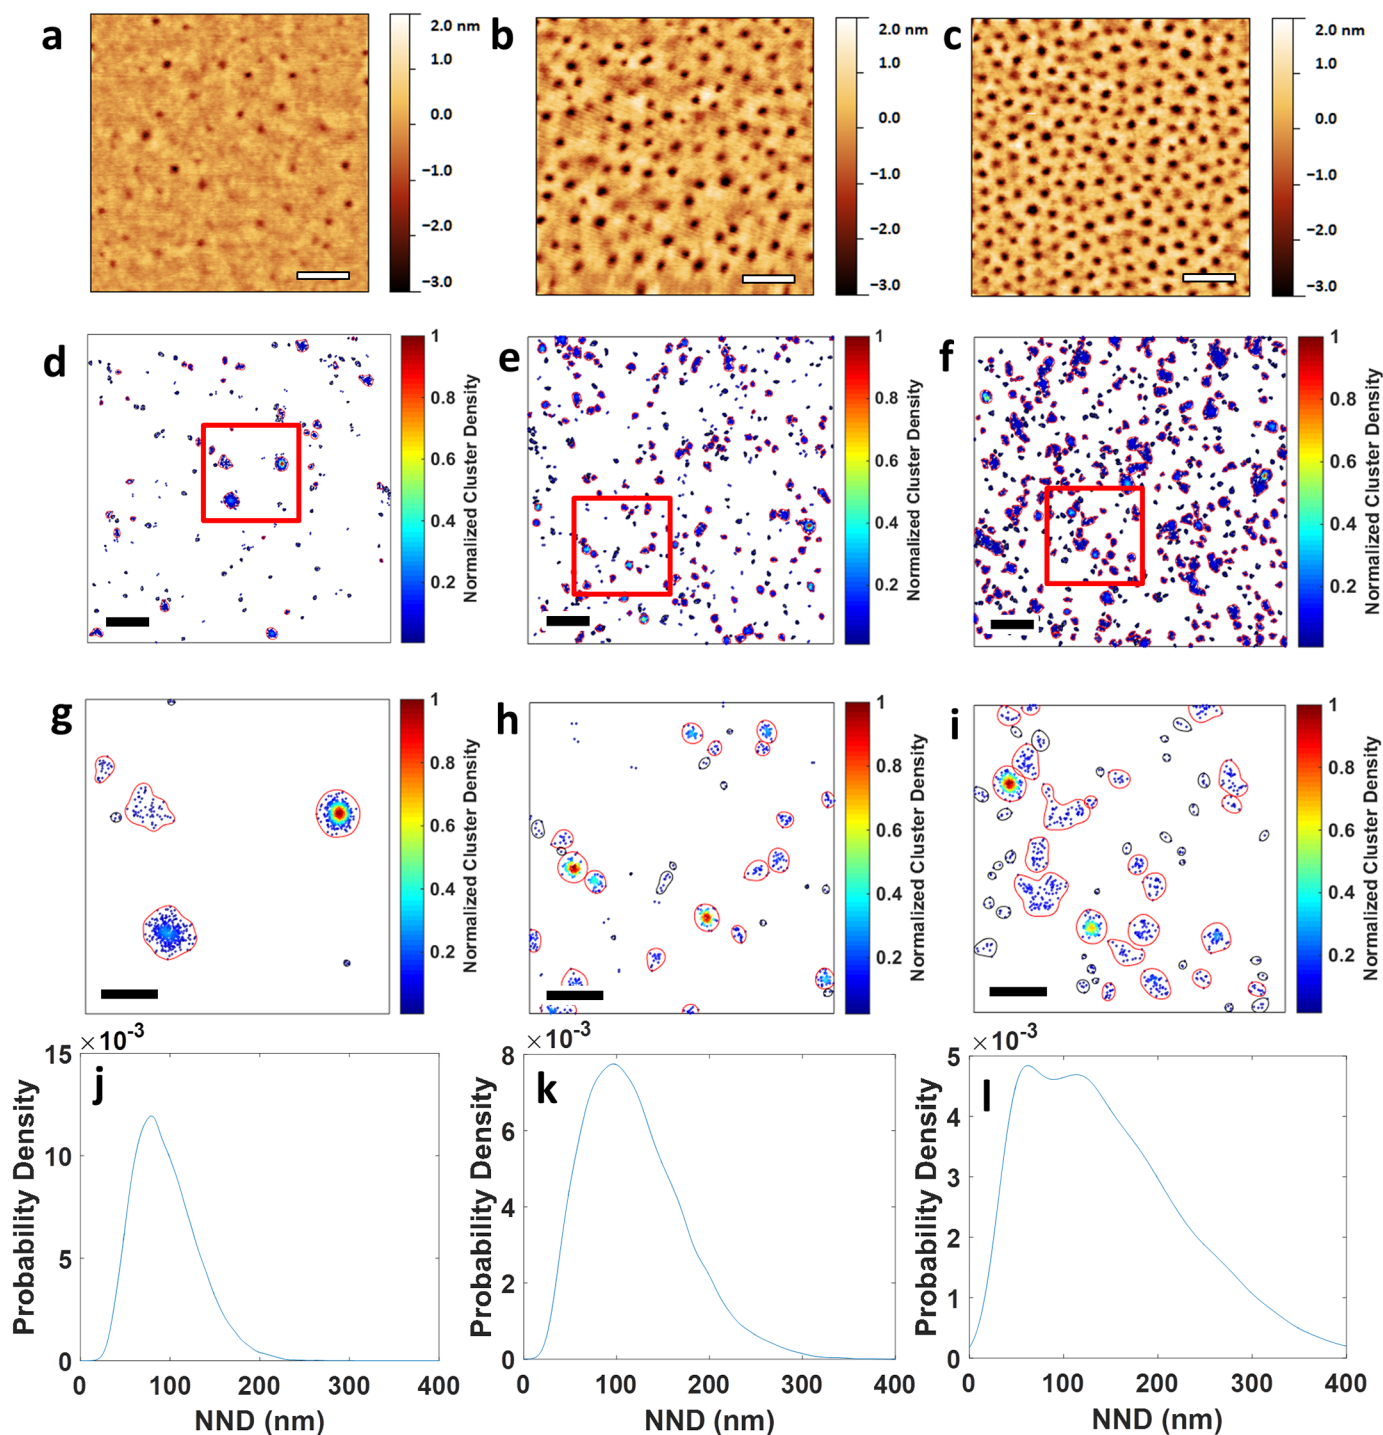 a
2.0 nm
1.0
0.0
−1.0
−2.0
−3.0
b
2.0 nm
1.0
0.0
−1.0
−2.0
−3.0
c
2.0 nm
1.0
0.0
−1.0
−2.0
−3.0
d
1
0.8
0.6
0.4
0.2
Normalized Cluster Density
e
1
0.8
0.6
0.4
0.2
Normalized Cluster Density
f
1
0.8
0.6
0.4
0.2
Normalized Cluster Density
g
1
0.8
0.6
0.4
0.2
Normalized Cluster Density
h
1
0.8
0.6
0.4
0.2
Normalized Cluster Density
i
1
0.8
0.6
0.4
0.2
Normalized Cluster Density
j
×10⁻³
15
10
5
0
Probability Density
0 100 200 300 400
NND (nm)
k
×10⁻³
8
6
4
2
0
Probability Density
0 100 200 300 400
NND (nm)
l
×10⁻³
5
4
3
2
1
0
Probability Density
0 100 200 300 400
NND (nm)